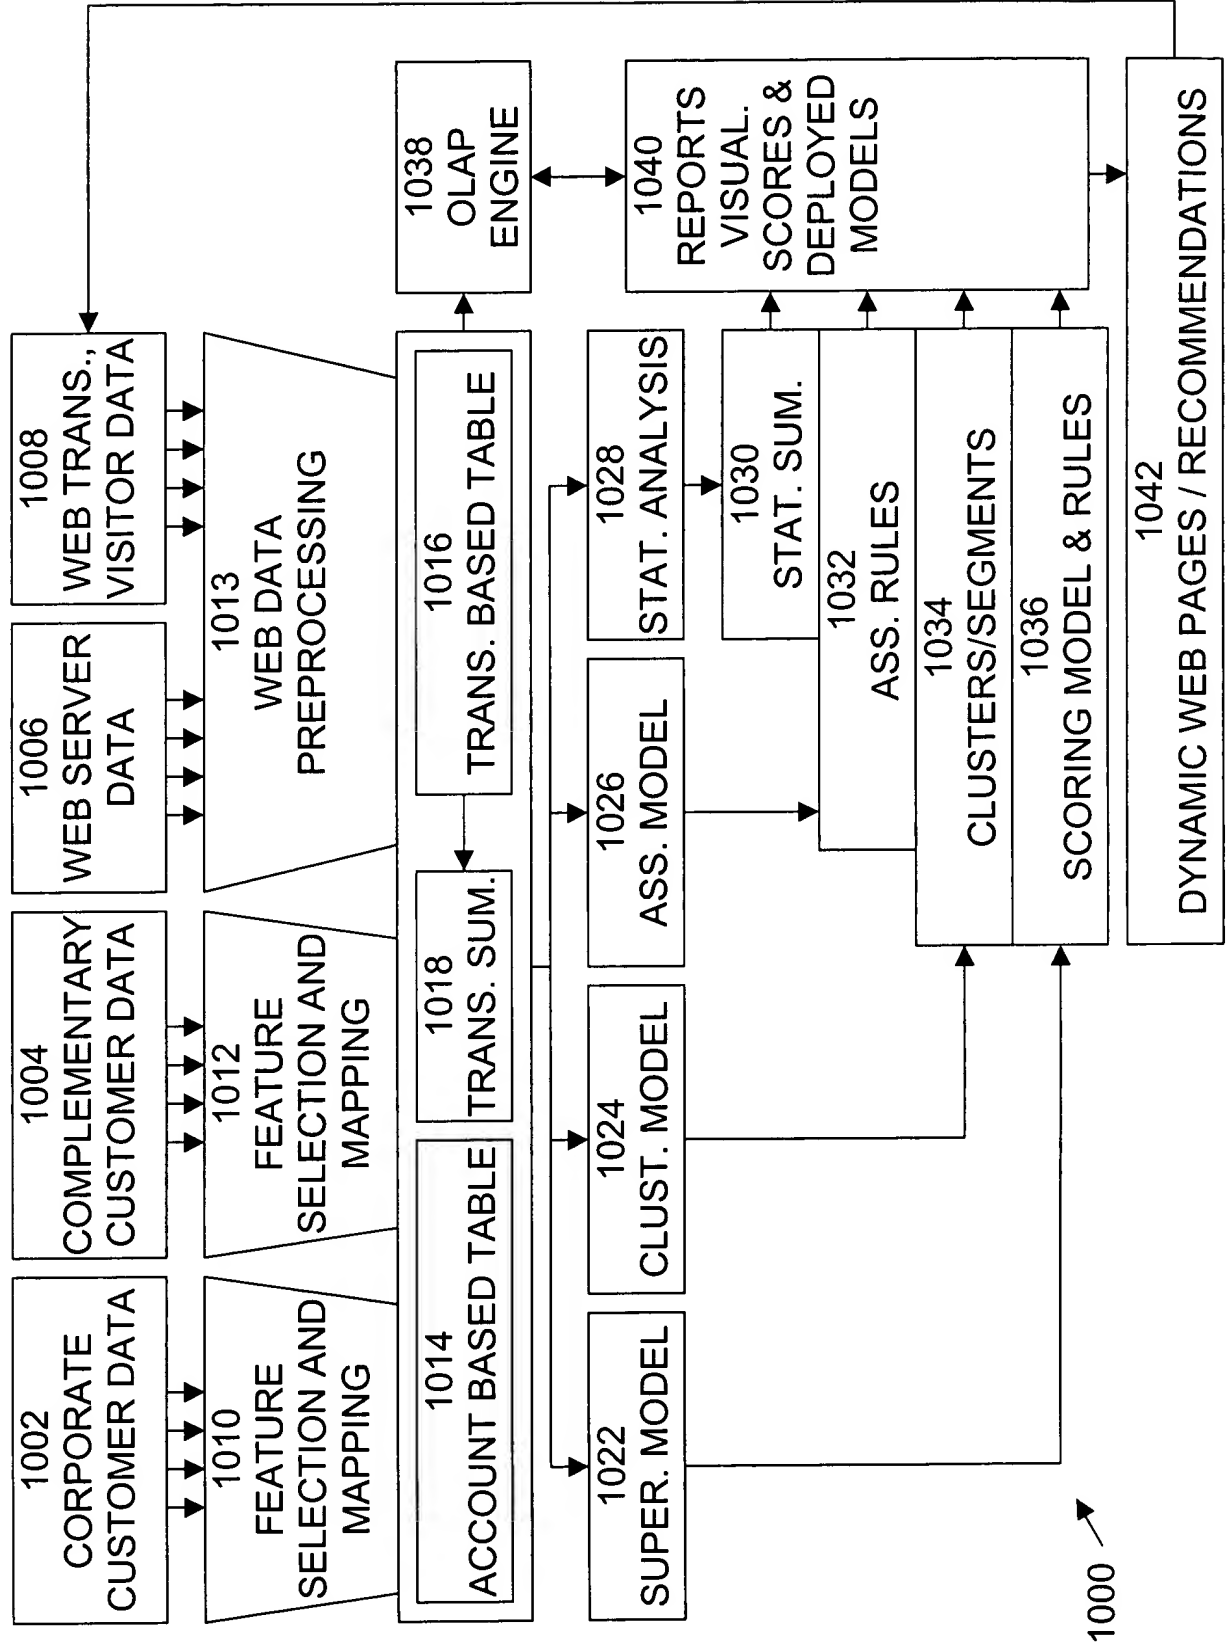 1002
CORPORATE
CUSTOMER DATA
1004
COMPLEMENTARY
CUSTOMER DATA
1006
WEB SERVER
DATA
1008
WEB TRANS.,
VISITOR DATA
1010
FEATURE
SELECTION AND
MAPPING
1012
FEATURE
SELECTION AND
MAPPING
1013
WEB DATA
PREPROCESSING
1014
ACCOUNT BASED TABLE
1018
TRANS. SUM.
1016
TRANS. BASED TABLE
1038
OLAP
ENGINE
1022
SUPER. MODEL
1024
CLUST. MODEL
1026
ASS. MODEL
1028
STAT. ANALYSIS
1030
STAT. SUM.
1032
ASS. RULES
1034
CLUSTERS/SEGMENTS
1036
SCORING MODEL & RULES
1040
REPORTS
VISUAL.
SCORES &
DEPLOYED
MODELS
1042
DYNAMIC WEB PAGES / RECOMMENDATIONS
1000